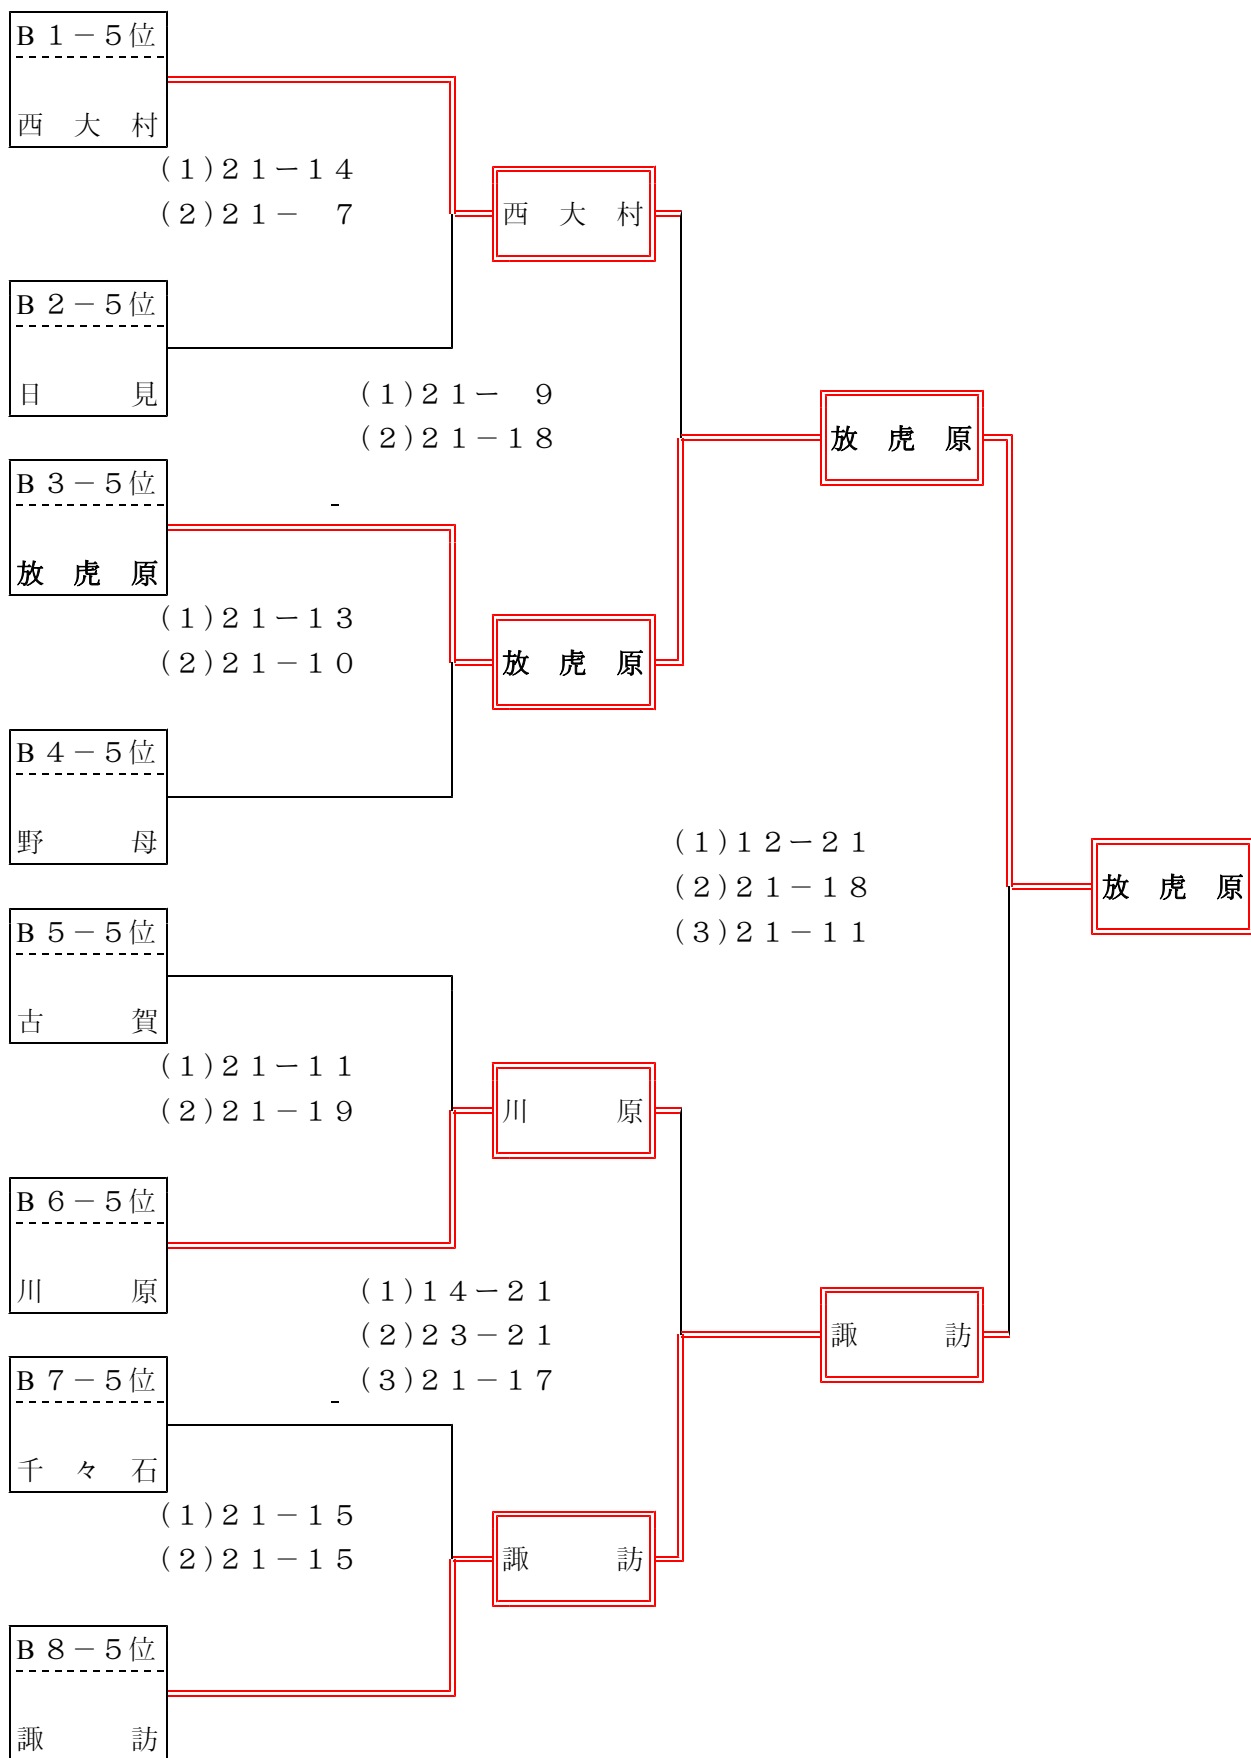 B１－５位
西　大　村
(1)２１－１４
(2)２１－　７
西　大　村
B２－５位
日　　　見
(1)２１－　９
(2)２１－１８
放　虎　原
B３－５位
放　虎　原
(1)２１－１３
(2)２１－１０
放　虎　原
B４－５位
野　　　母
(1)１２－２１
(2)２１－１８
(3)２１－１１
放　虎　原
B５－５位
古　　　賀
(1)２１－１１
(2)２１－１９
川　　　原
B６－５位
川　　　原
(1)１４－２１
(2)２３－２１
(3)２１－１７
諏　　　訪
B７－５位
千　々　石
(1)２１－１５
(2)２１－１５
諏　　　訪
B８－５位
諏　　　訪